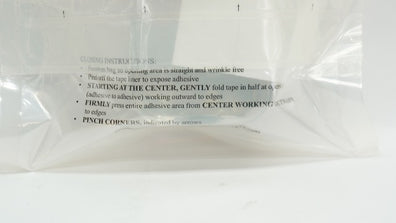 CLOSING INSTRUCTIONS:
• bag to opening area is straight and wrinkle free
• Peel off the tape liner to expose adhesive
• STARTING AT THE CENTER, GENTLY fold tape in half at
(adhesive to adhesive) working outward to edges
• FIRMLY press entire adhesive area from CENTER WORKING
to edges
• PINCH CORNERS, indicated by arrows